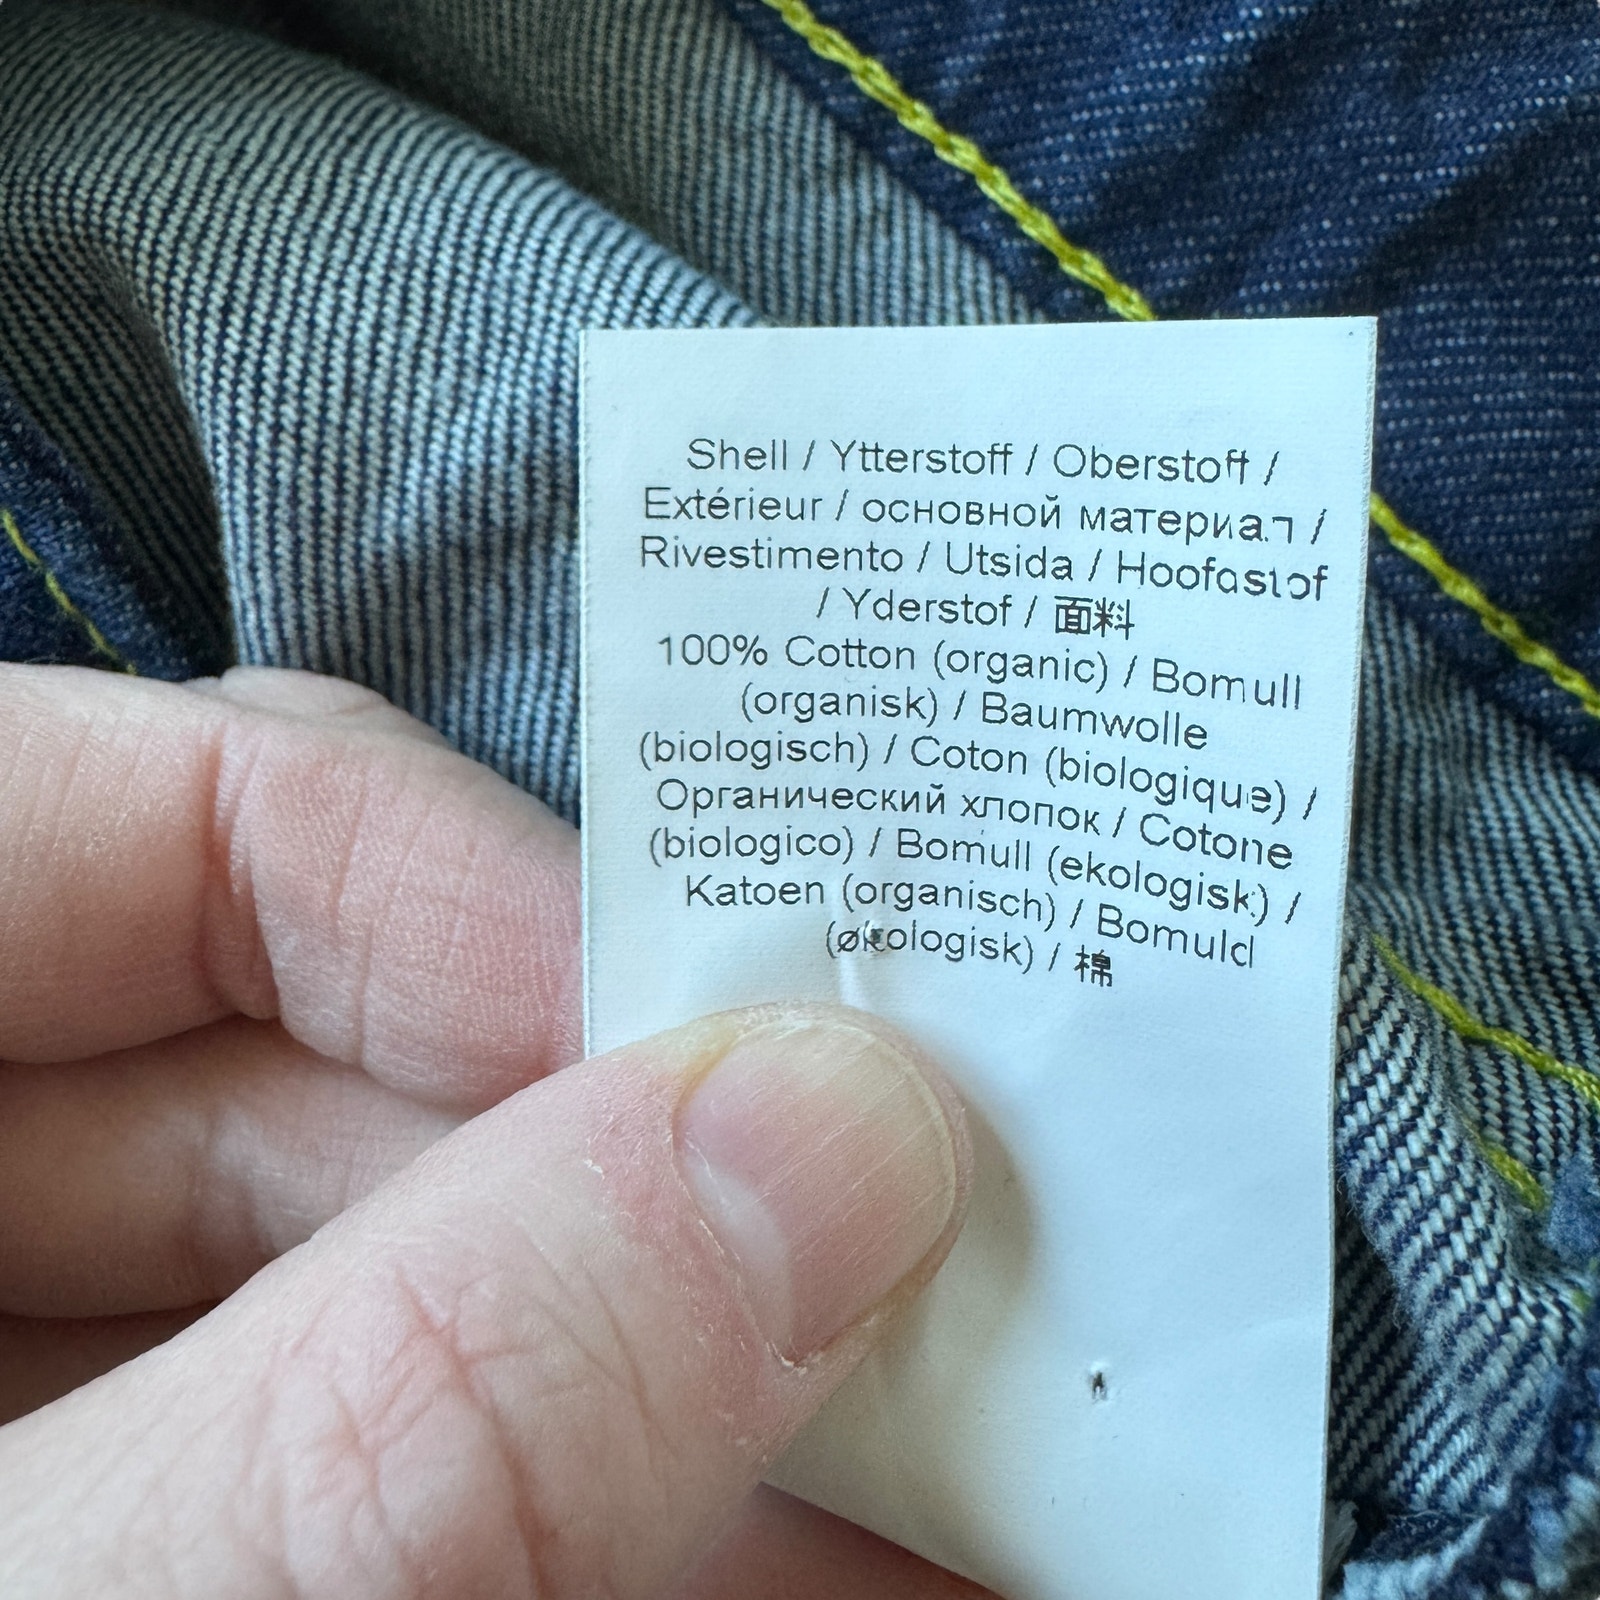 Shell / Ytterstoff / Oberstoff /
Extérieur / основной материал /
Rivestimento / Utsida / Hoofdstof
/ Yderstof / 面料
100% Cotton (organic) / Bomull
(organisk) / Baumwolle
(biologisch) / Coton (biologique) /
Органический хлопок / Cotone
(biologico) / Bomull (ekologisk) /
Katoen (organisch) / Bomuld
(økologisk) / 棉